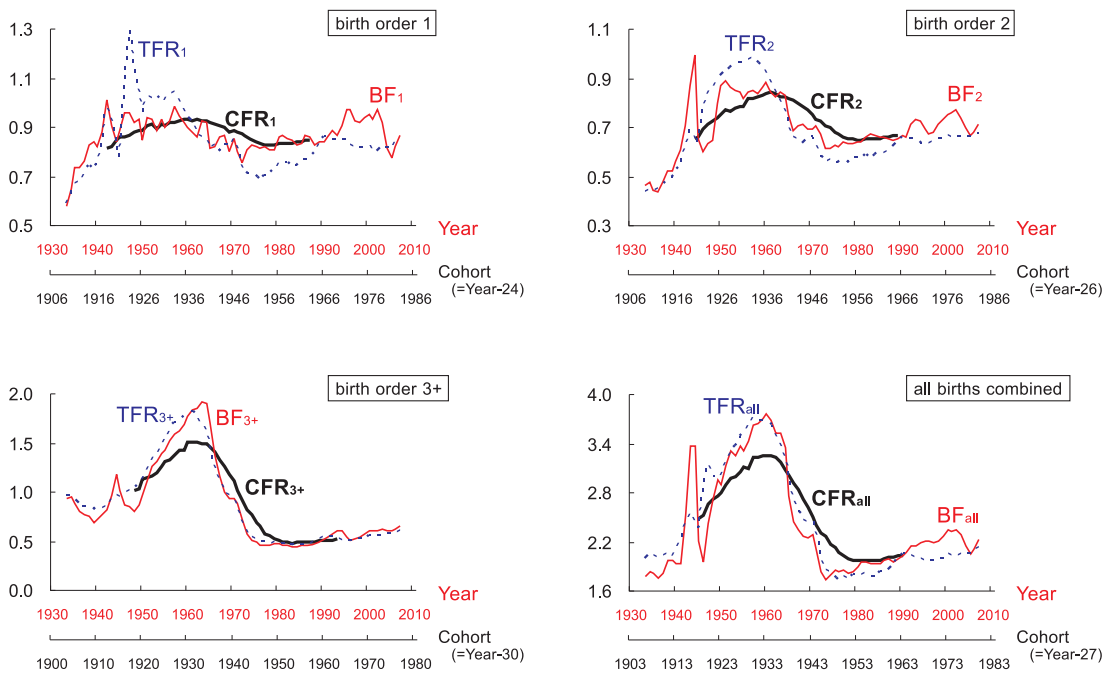 birth order 1
1.3
1.1
0.9
0.7
0.5
TFR1
CFR1
BF1
Year
1930 1940 1950 1960 1970 1980 1990 2000 2010
Cohort
(=Year-24)
1906 1916 1926 1936 1946 1956 1966 1976 1986
birth order 2
1.1
0.9
0.7
0.5
0.3
TFR2
CFR2
BF2
Year
1930 1940 1950 1960 1970 1980 1990 2000 2010
Cohort
(=Year-26)
1906 1916 1926 1936 1946 1956 1966 1976 1986
birth order 3+
2.0
1.5
1.0
0.5
0.0
TFR3+
BF3+
CFR3+
Year
1930 1940 1950 1960 1970 1980 1990 2000 2010
Cohort
(=Year-30)
1900 1910 1920 1930 1940 1950 1960 1970 1980
all births combined
4.0
3.4
2.8
2.2
1.6
TFRall
CFRall
BFall
Year
1930 1940 1950 1960 1970 1980 1990 2000 2010
Cohort
(=Year-27)
1903 1913 1923 1933 1943 1953 1963 1973 1983